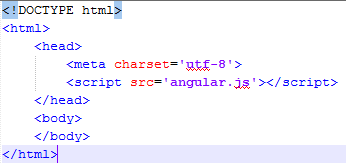 <!DOCTYPE html>
<html>
    <head>
        <meta charset='utf-8'>
        <script src='angular.js'></script>
    </head>
    <body>
    </body>
</html>